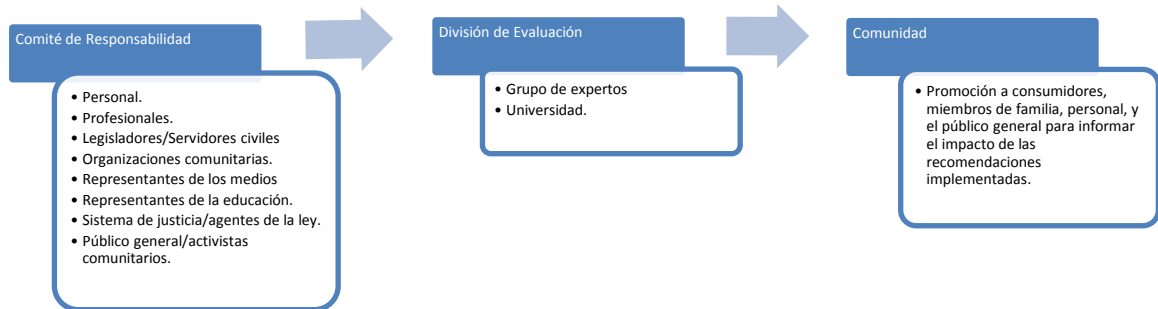 Comité de Responsabilidad
• Personal.
• Profesionales.
• Legisladores/Servidores civiles
• Organizaciones comunitarias.
• Representantes de los medios
• Representantes de la educación.
• Sistema de justicia/agentes de la ley.
• Público general/activistas
comunitarios.
División de Evaluación
• Grupo de expertos
• Universidad.
Comunidad
• Promoción a consumidores,
miembros de familia, personal, y
el público general para informar
el impacto de las
recomendaciones
implementadas.